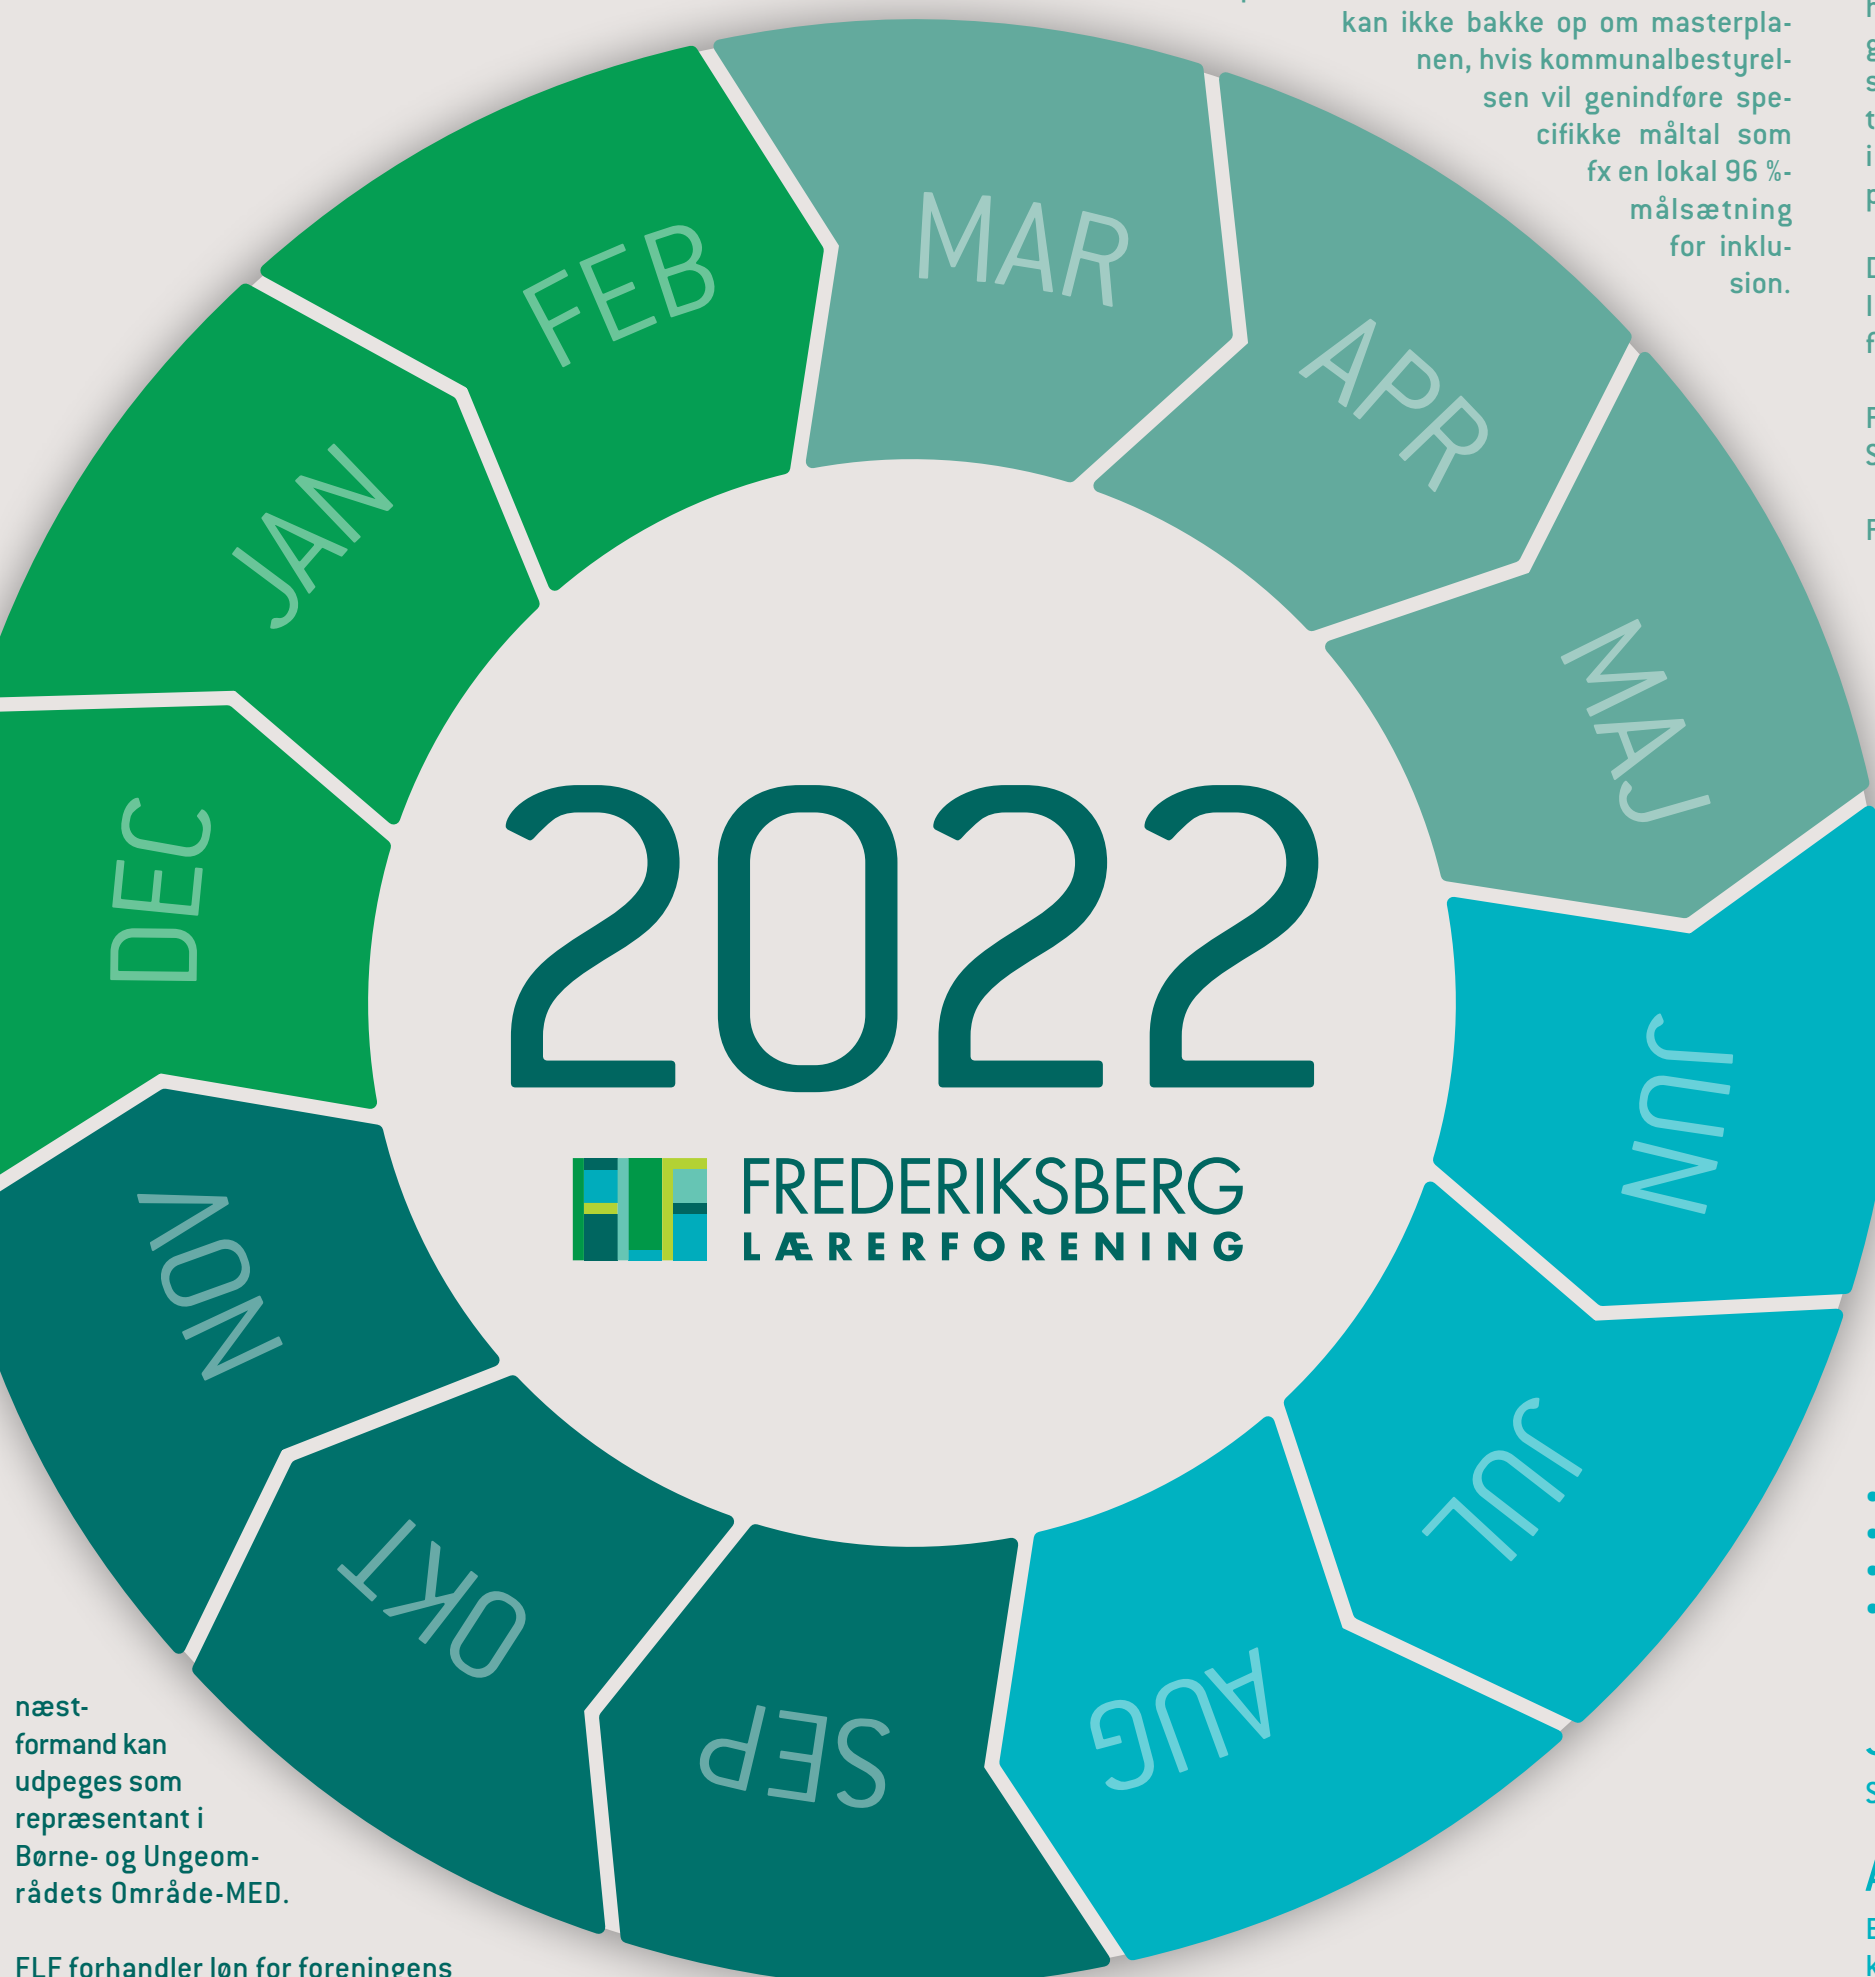 kan ikke bakke op om masterpla-
nen, hvis kommunalbestyrel-
sen vil genindføre spe-
cifikke måltal som
fx en lokal 96 %-
målsætning
for inklu-
sion.
JAN
FEB
MAR
APR
MAJ
JUN
JUL
AUG
SEP
OKT
NOV
DEC
2022
FREDERIKSBERG
LÆRERFORENING
næst-
formand kan
udpeges som
repræsentant i
Børne- og Ungeom-
rådets Område-MED.
FLF forhandler løn for foreningens